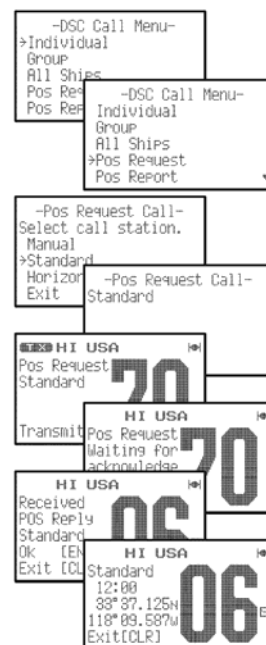 -DSC Call Menu-
→Individual
Group
All Ships
Pos Req
Pos Rep
-DSC Call Menu-
Individual
Group
All Ships
→Pos Request
Pos Report
-Pos Request Call-
Select call station.
Manual
→Standard
Horizon
Exit
-Pos Request Call-
Standard
TX HI USA
Pos Request
Standard
70
Transmit
HI USA
Pos Request
Waiting for
acknowledge
70
HI USA
Received
POS Reply
Standard
Ok [EN
Exit [CL
06
HI USA
Standard
12:00
33°37.125N
118°09.587W
Exit[CLR]
06